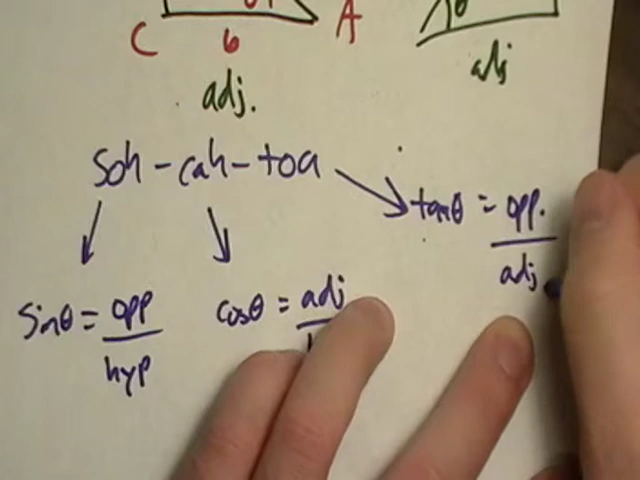 C 6 A θ
adj. adj
Soh - cah - toa
tanθ = opp.
adj.
sinθ = opp
hyp
cosθ = adj